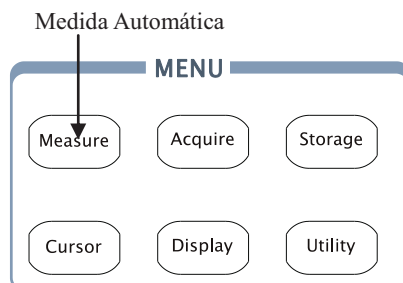 Medida Automática
MENU
Measure Acquire Storage
Cursor Display Utility